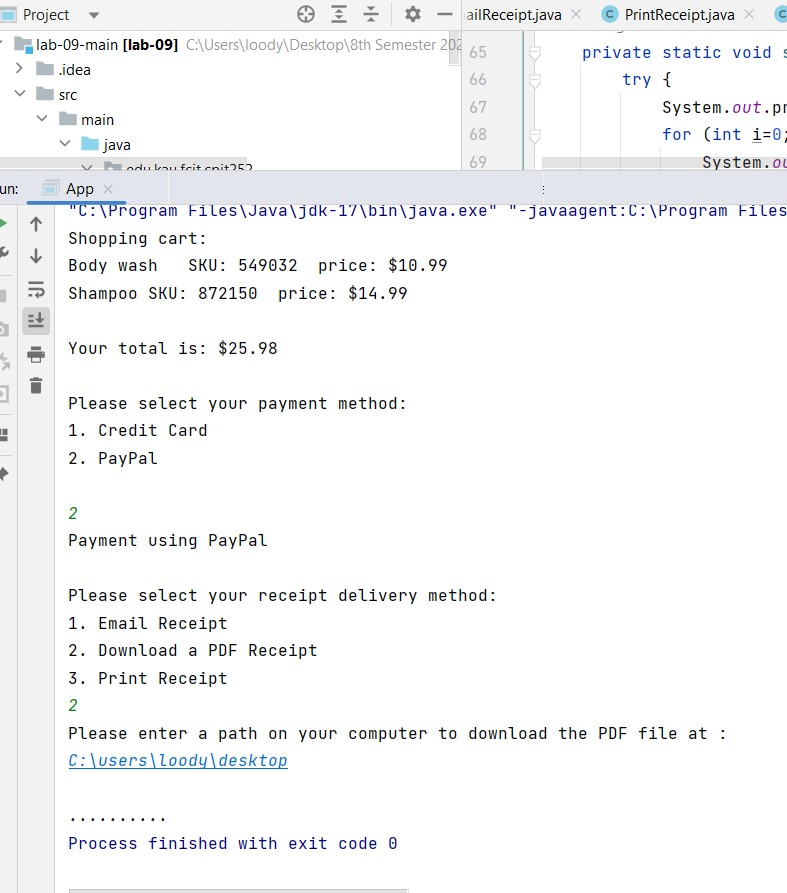 Project
ailReceipt.java
PrintReceipt.java
lab-09-main [lab-09] C:\Users\loody\Desktop\8th Semester 202
.idea
src
main
java
edu.kau.fcit.cpit252
65 private static void s
66 try {
67 System.out.pr
68 for (int i=0;
69 System.ou
un: App
"C:\Program Files\Java\jdk-17\bin\java.exe" "-javaagent:C:\Program Files
Shopping cart:
Body wash SKU: 549032 price: $10.99
Shampoo SKU: 872150 price: $14.99
Your total is: $25.98
Please select your payment method:
1. Credit Card
2. PayPal
2
Payment using PayPal
Please select your receipt delivery method:
1. Email Receipt
2. Download a PDF Receipt
3. Print Receipt
2
Please enter a path on your computer to download the PDF file at :
C:\users\loody\desktop
..........
Process finished with exit code 0